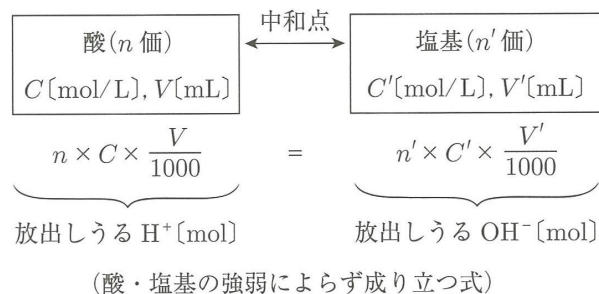 中和点
酸(n 価) 塩基(n′ 価)
C〔mol/L〕, V〔mL〕 C′〔mol/L〕, V′〔mL〕
n × C × V/1000 = n′ × C′ × V′/1000
放出しうる H⁺〔mol〕 放出しうる OH⁻〔mol〕
(酸・塩基の強弱によらず成り立つ式)